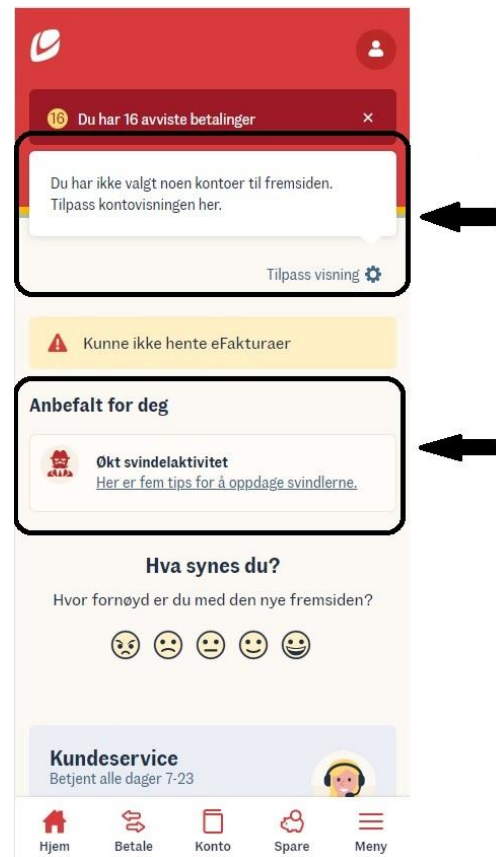 16 Du har 16 avviste betalinger ×
Du har ikke valgt noen kontoer til fremsiden.
Tilpass kontovisningen her.
Tilpass visning
Kunne ikke hente eFakturaer
Anbefalt for deg
Økt svindelaktivitet
Her er fem tips for å oppdage svindlerne.
Hva synes du?
Hvor fornøyd er du med den nye fremsiden?
Kundeservice
Betjent alle dager 7-23
Hjem Betale Konto Spare Meny